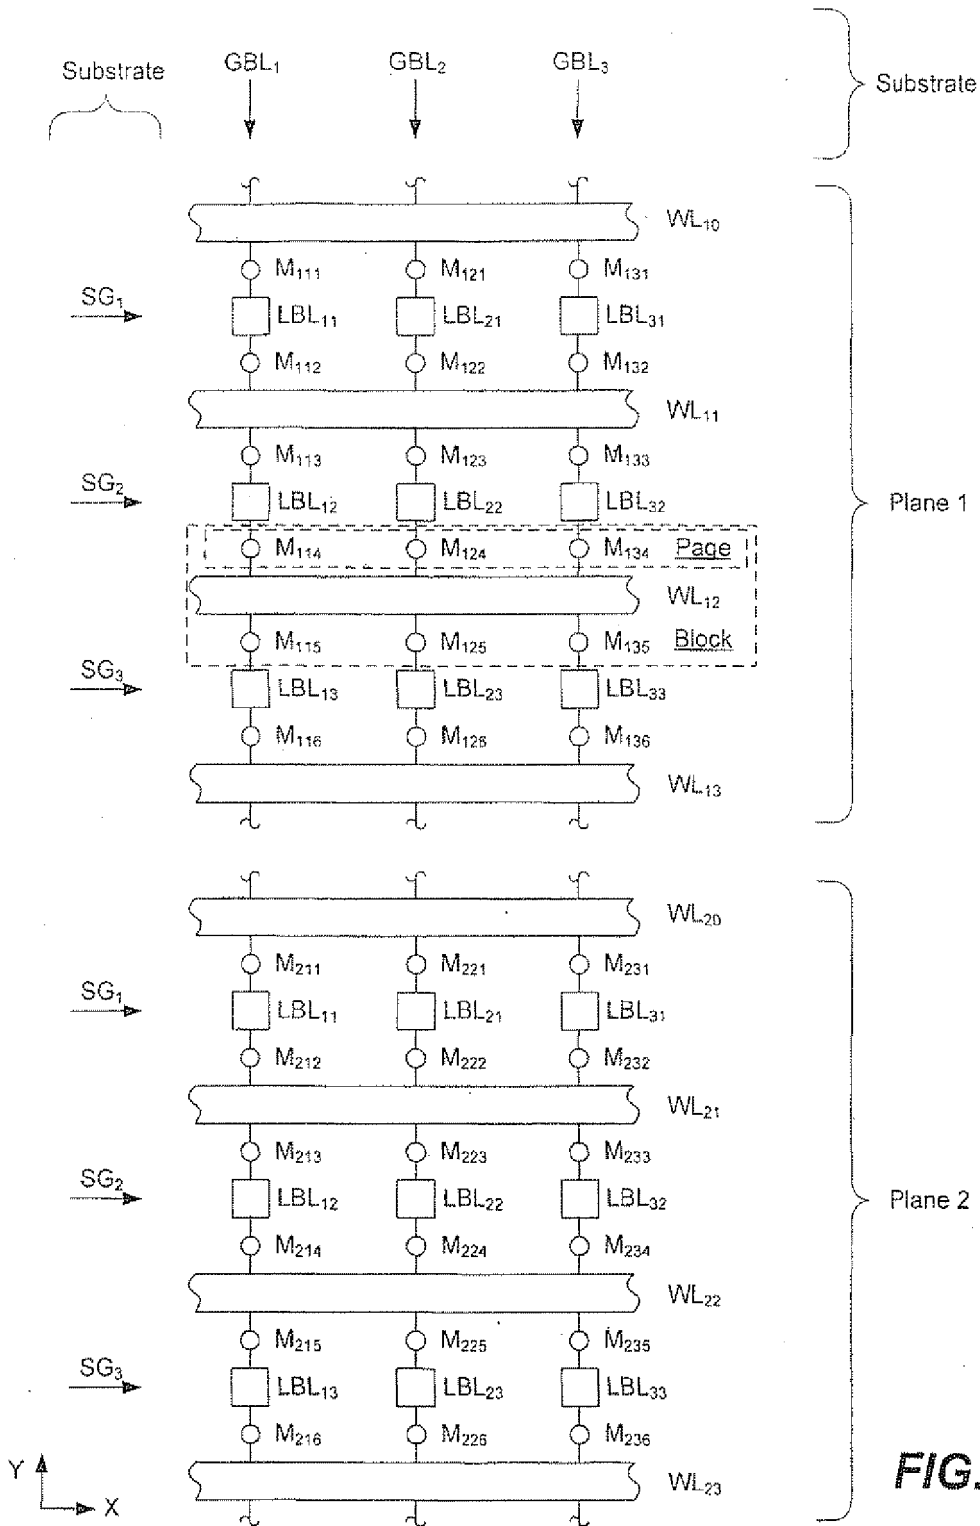 Substrate GBL₁ GBL₂ GBL₃ Substrate
WL₁₀
M₁₁₁ M₁₂₁ M₁₃₁
SG₁ LBL₁₁ LBL₂₁ LBL₃₁
M₁₁₂ M₁₂₂ M₁₃₂
WL₁₁
M₁₁₃ M₁₂₃ M₁₃₃
SG₂ LBL₁₂ LBL₂₂ LBL₃₂ Plane 1
M₁₁₄ M₁₂₄ M₁₃₄ Page
WL₁₂
M₁₁₅ M₁₂₅ M₁₃₅ Block
SG₃ LBL₁₃ LBL₂₃ LBL₃₃
M₁₁₆ M₁₂₆ M₁₃₆
WL₁₃
WL₂₀
M₂₁₁ M₂₂₁ M₂₃₁
SG₁ LBL₁₁ LBL₂₁ LBL₃₁
M₂₁₂ M₂₂₂ M₂₃₂
WL₂₁
M₂₁₃ M₂₂₃ M₂₃₃
SG₂ LBL₁₂ LBL₂₂ LBL₃₂ Plane 2
M₂₁₄ M₂₂₄ M₂₃₄
WL₂₂
M₂₁₅ M₂₂₅ M₂₃₅
SG₃ LBL₁₃ LBL₂₃ LBL₃₃
M₂₁₆ M₂₂₆ M₂₃₆
Y X WL₂₃ FIG.